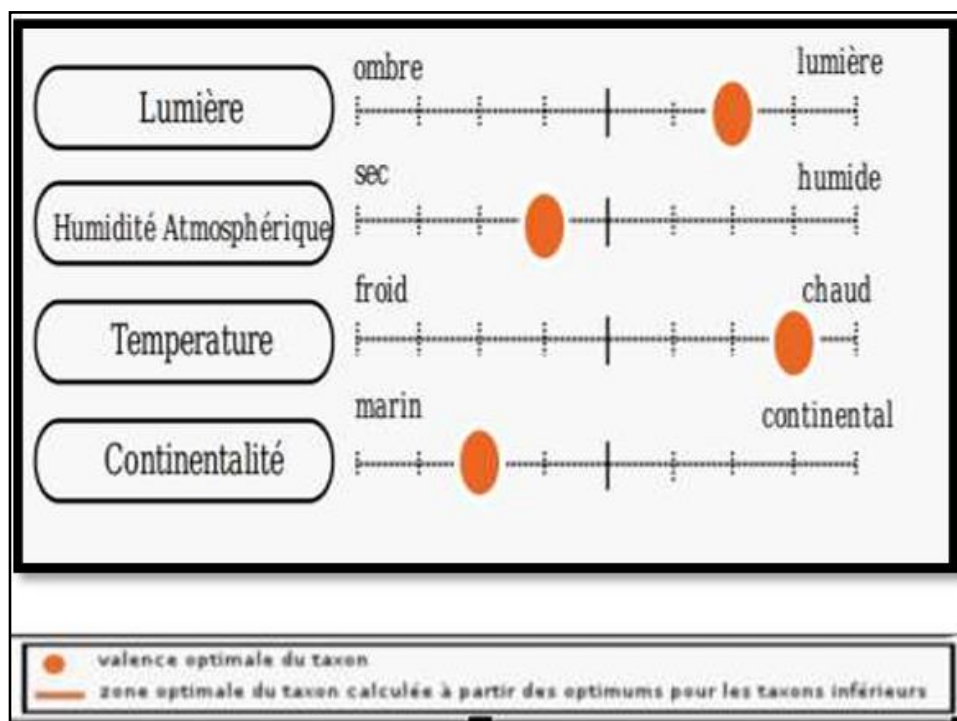 ombre lumière
Lumière
sec humide
Humidité Atmosphérique
froid chaud
Temperature
marin continental
Continentalité
valence optimale du taxon
zone optimale du taxon calculée à partir des optimums pour les taxons inférieurs